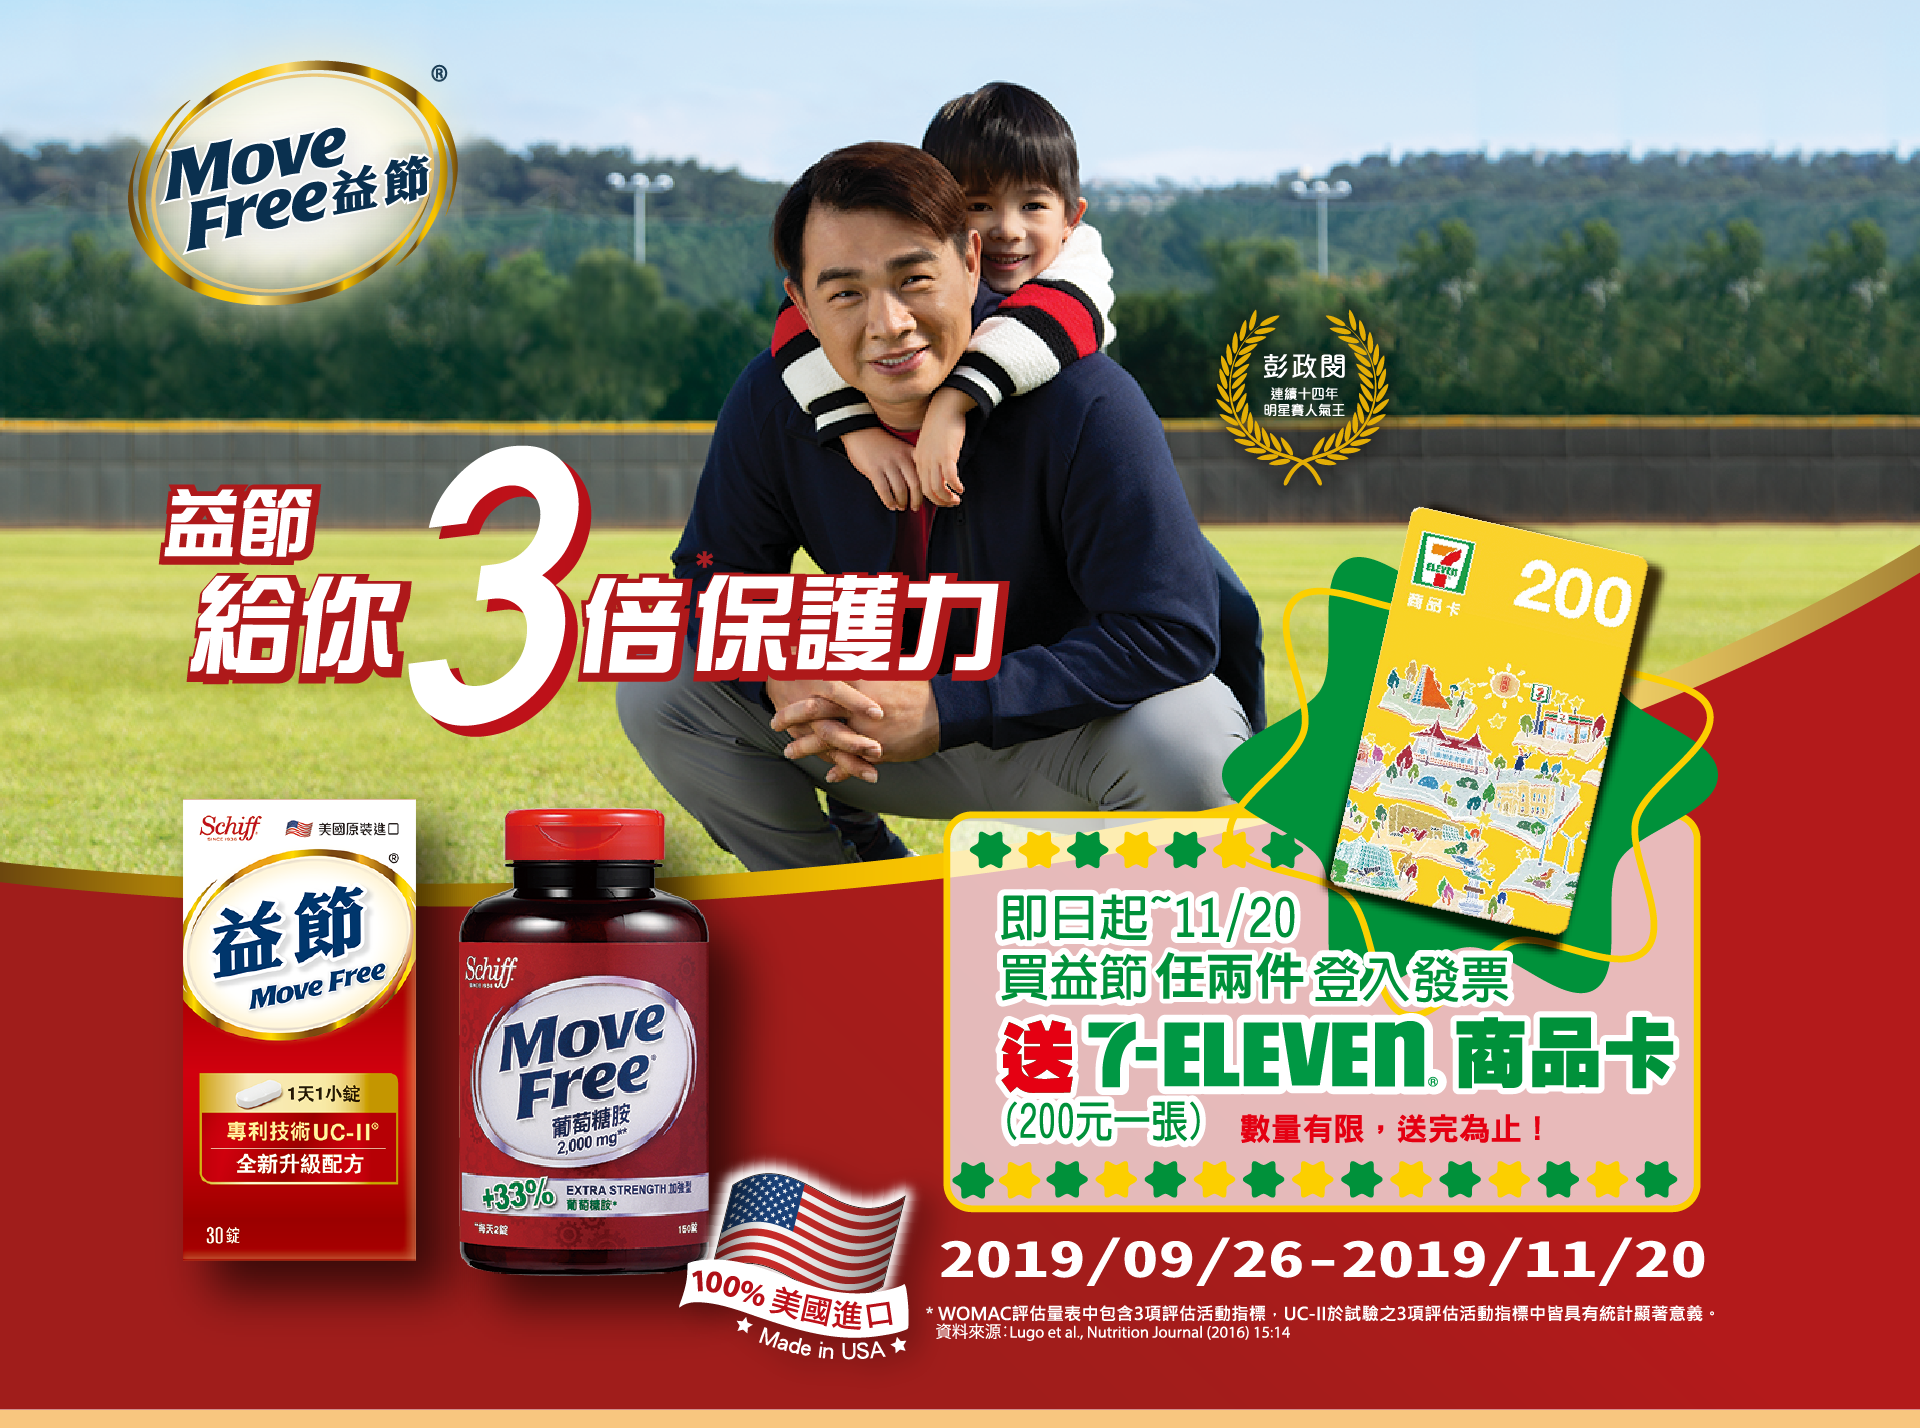 Move
Free益節
®
彭政閔
連續十四年
明星賽人氣王
益節
給你3倍*保護力
7-ELEVEN
商品卡
200
Schiff
SINCE 1936
美國原裝進口
®
益節
Move Free
1天1小錠
專利技術UC-II®
全新升級配方
30錠
Schiff
SINCE 1936
Move
Free®
葡萄糖胺
2,000 mg**
+33%
EXTRA STRENGTH 加強型
葡萄糖胺*
**每天2錠
150錠
100% 美國進口
★ Made in USA ★
即日起~11/20
買益節 任兩件 登入發票
送 7-ELEVEn® 商品卡
(200元一張) 數量有限，送完為止！
2019/09/26-2019/11/20
* WOMAC評估量表中包含3項評估活動指標，UC-II於試驗之3項評估活動指標中皆具有統計顯著意義。
資料來源：Lugo et al., Nutrition Journal (2016) 15:14